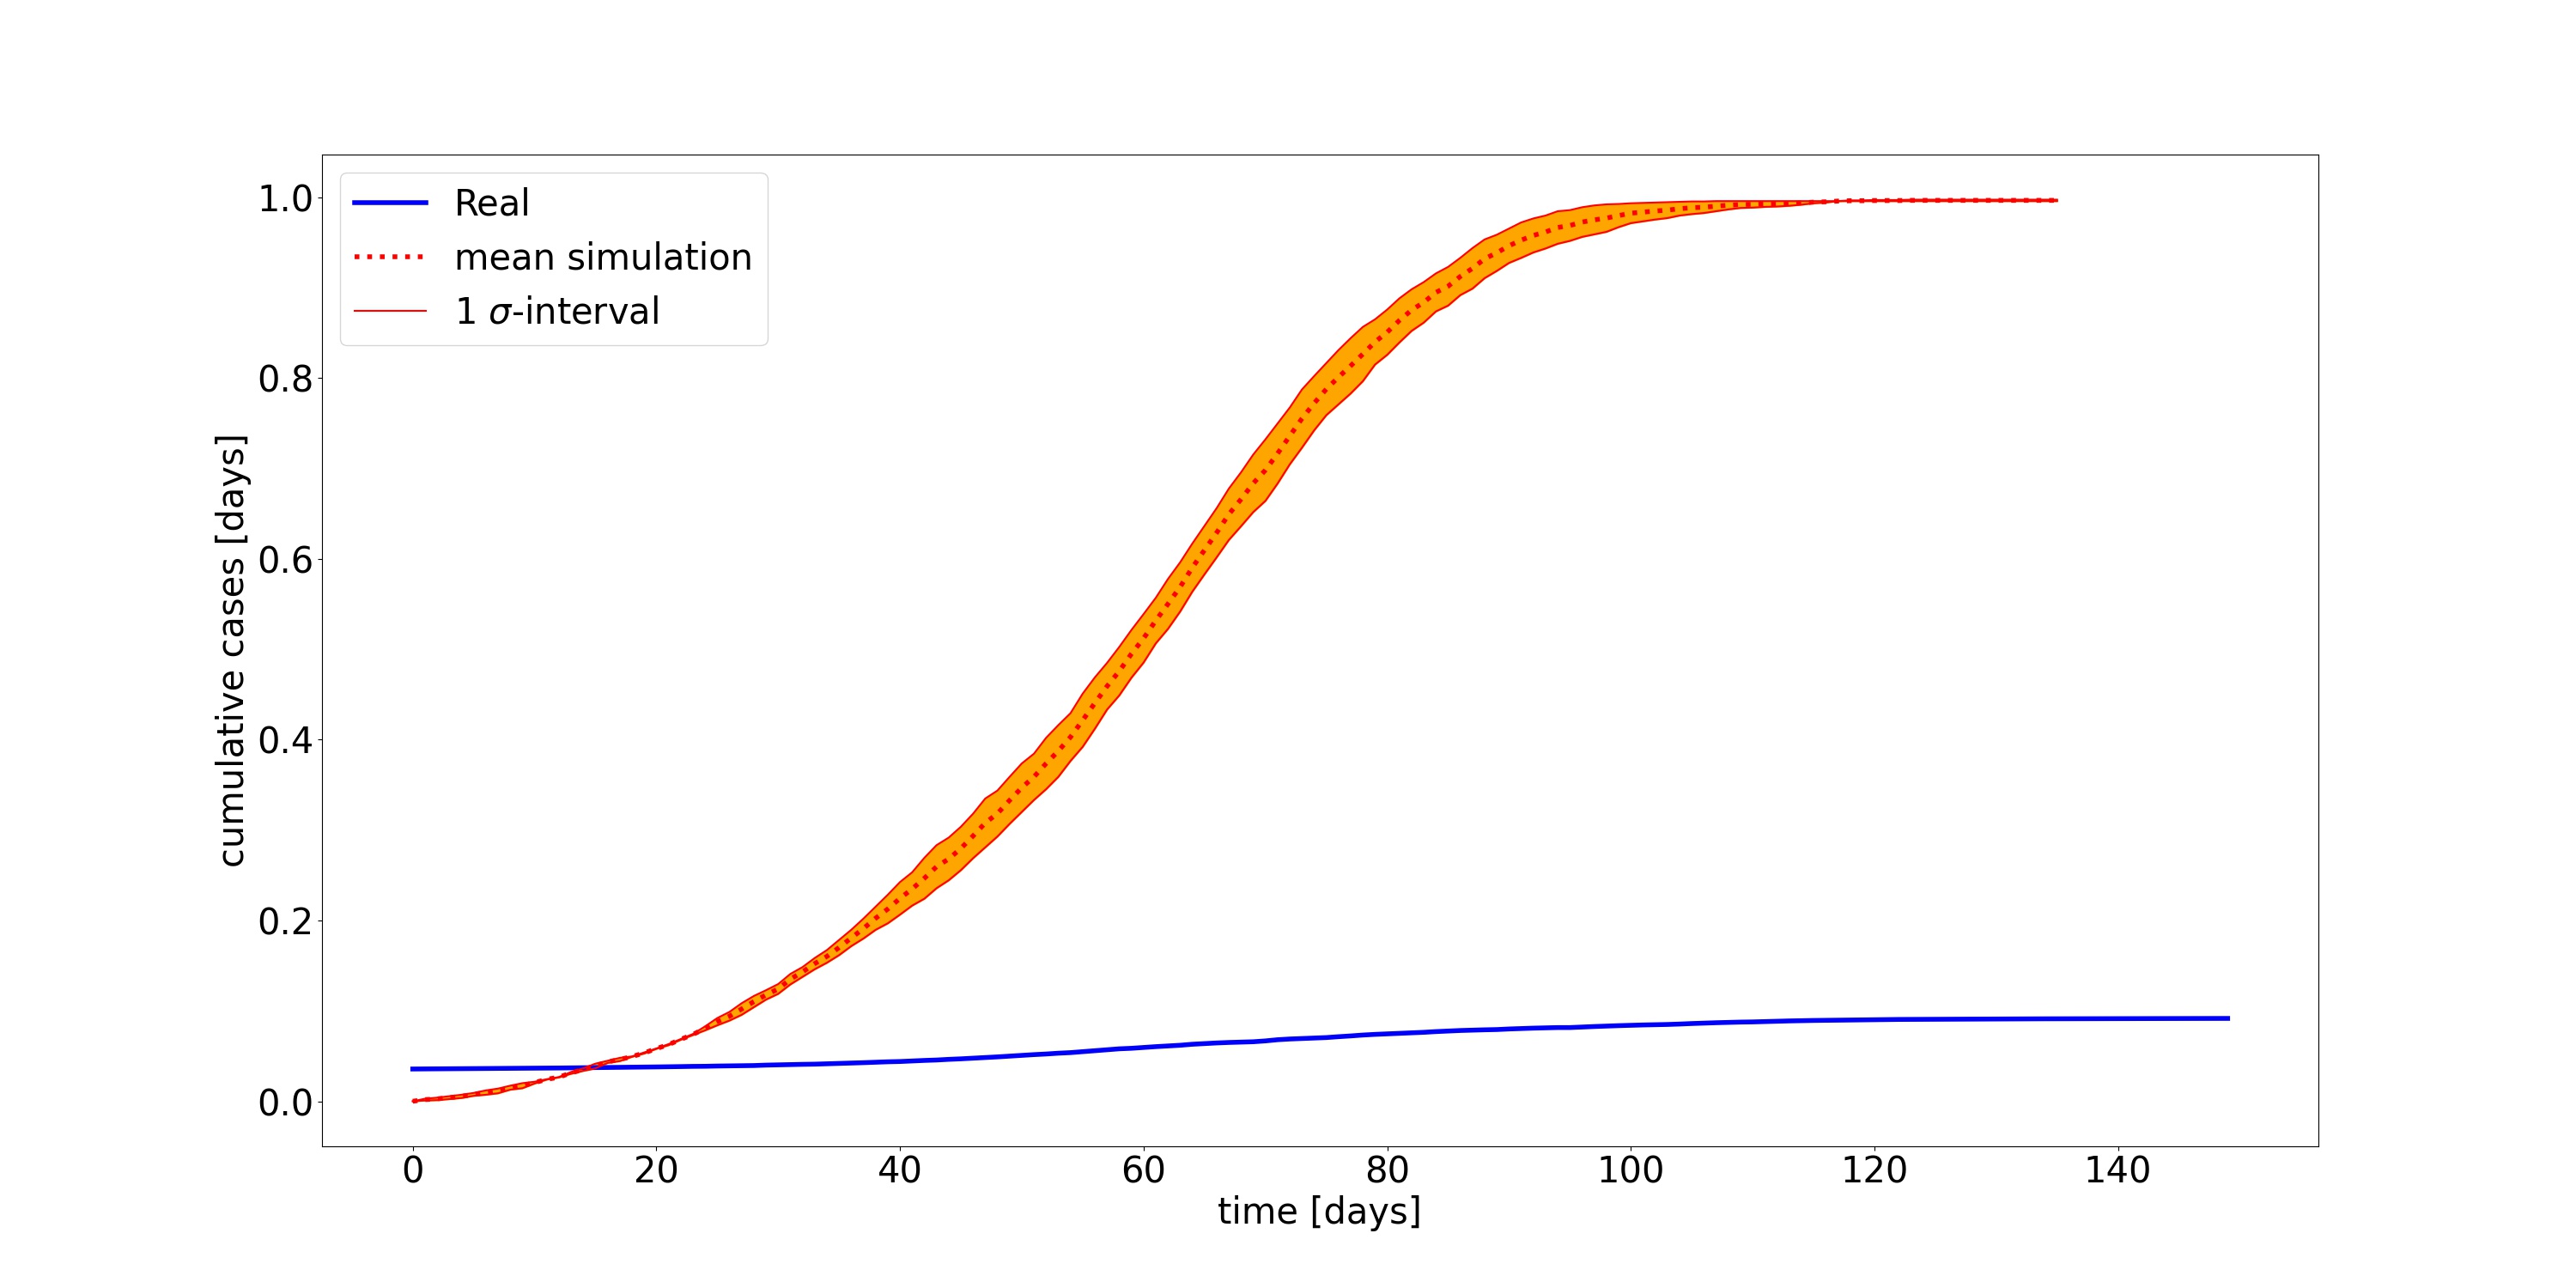 Real
mean simulation
1 σ-interval
1.0
0.8
0.6
0.4
0.2
0.0
cumulative cases [days]
0 20 40 60 80 100 120 140
time [days]